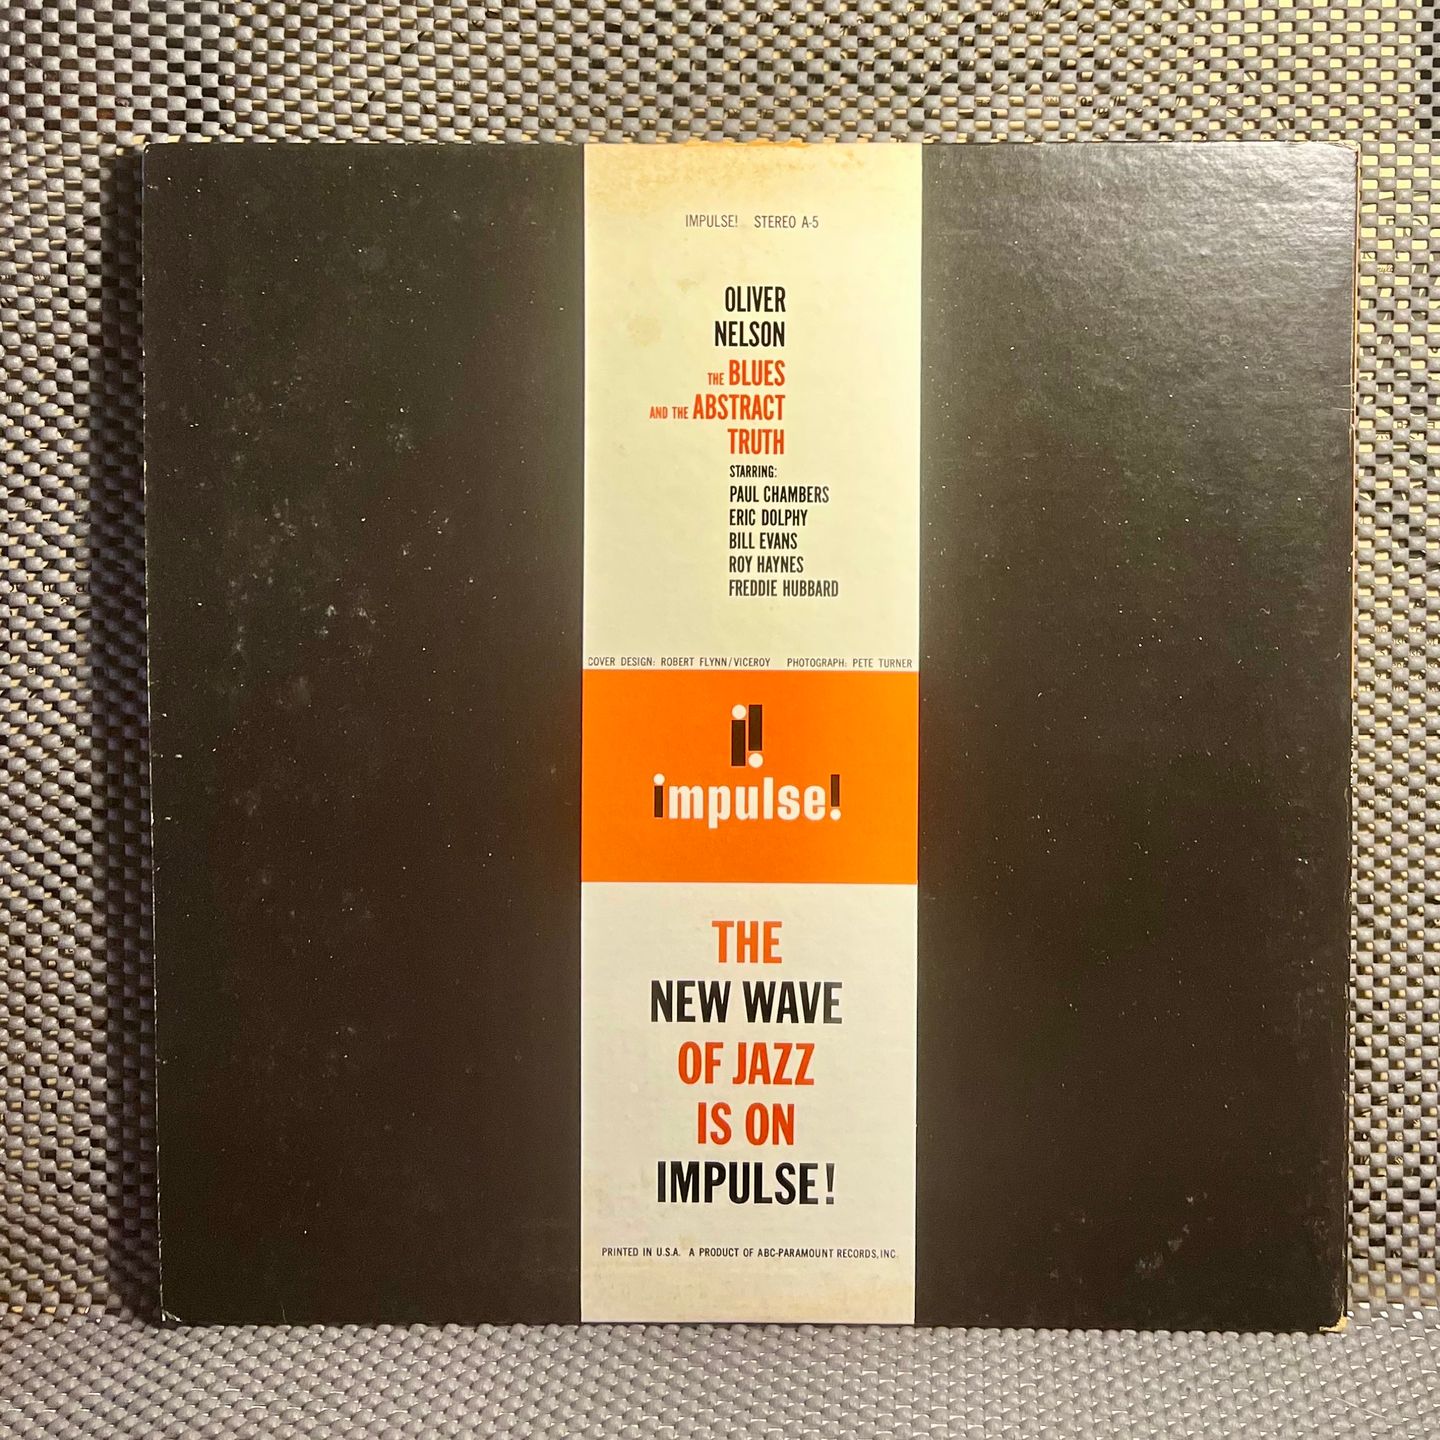 IMPULSE! STEREO A-5
OLIVER
NELSON
THE BLUES
AND THE ABSTRACT
TRUTH
STARRING:
PAUL CHAMBERS
ERIC DOLPHY
BILL EVANS
ROY HAYNES
FREDDIE HUBBARD
COVER DESIGN: ROBERT FLYNN/VICEROY PHOTOGRAPH: PETE TURNER
i!
impulse!
THE
NEW WAVE
OF JAZZ
IS ON
IMPULSE!
PRINTED IN U.S.A. A PRODUCT OF ABC-PARAMOUNT RECORDS, INC.